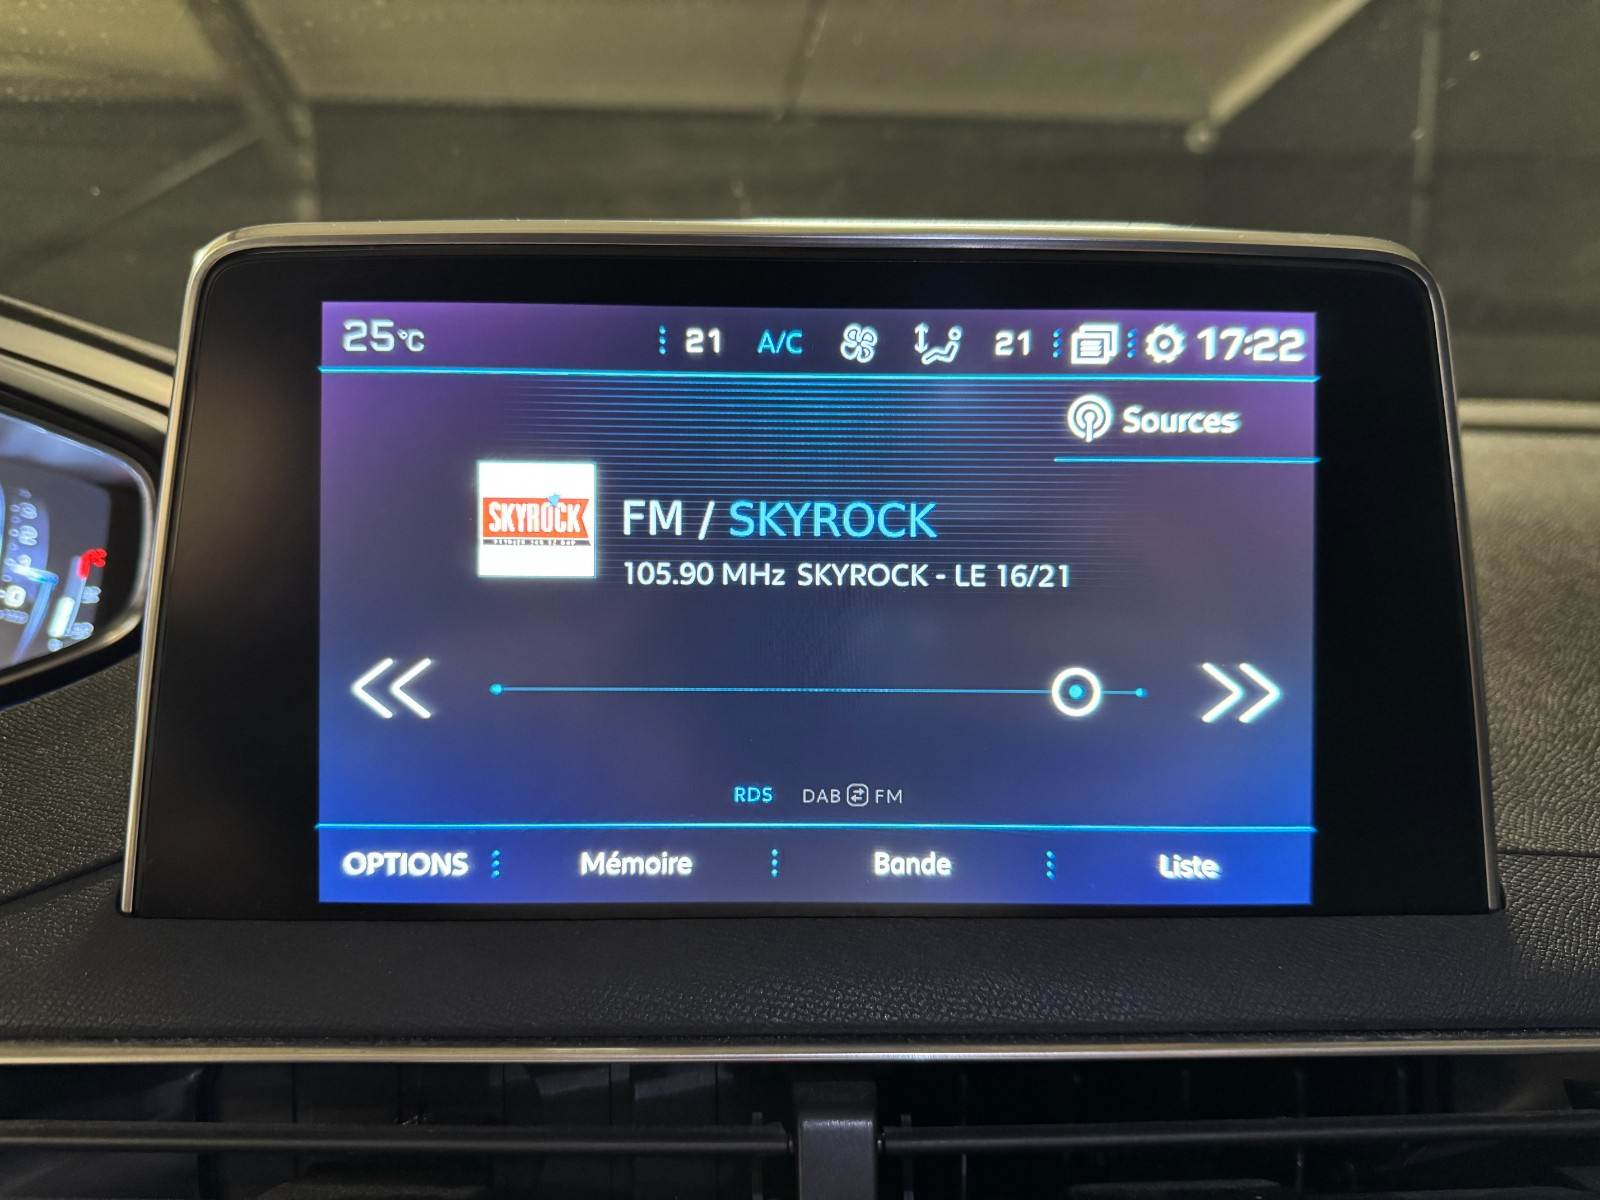 25°C 21 A/C 21 17:22
Sources
SKYROCK
FM / SKYROCK
105.90 MHz SKYROCK - LE 16/21
RDS DAB FM
OPTIONS Mémoire Bande Liste